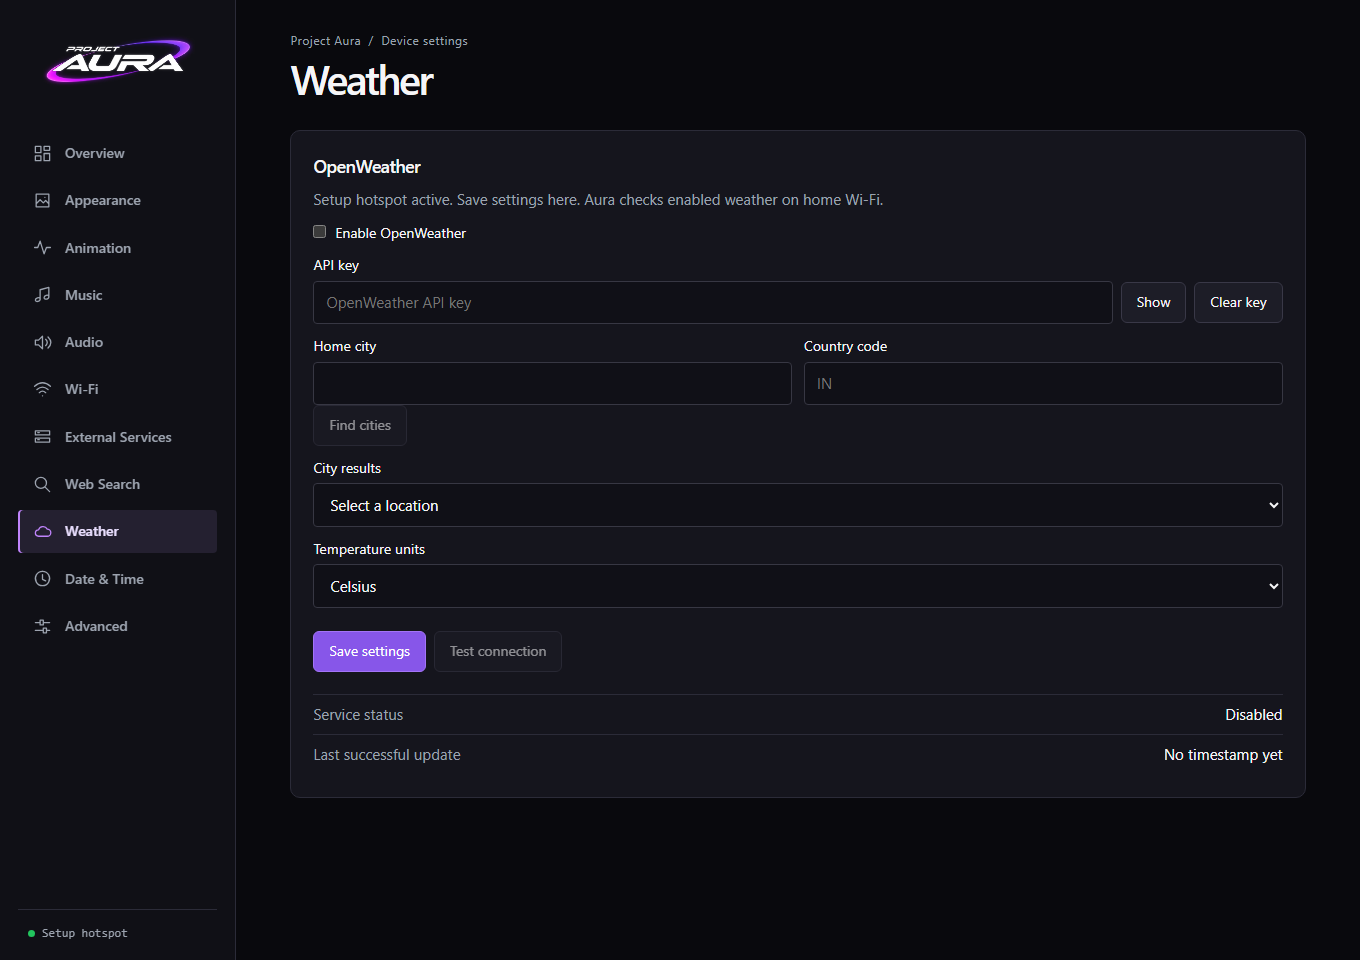 PROJECT
AURA
Overview
Appearance
Animation
Music
Audio
Wi-Fi
External Services
Web Search
Weather
Date & Time
Advanced
Setup hotspot
Project Aura / Device settings
Weather
OpenWeather
Setup hotspot active. Save settings here. Aura checks enabled weather on home Wi-Fi.
Enable OpenWeather
API key
OpenWeather API key
Show
Clear key
Home city
Country code
IN
Find cities
City results
Select a location
Temperature units
Celsius
Save settings
Test connection
Service status
Disabled
Last successful update
No timestamp yet